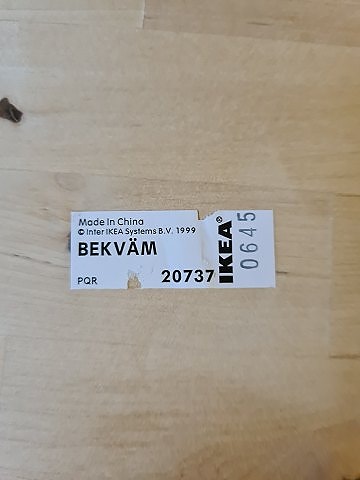 Made in China
© Inter IKEA Systems B.V. 1999
BEKVÄM
PQR
20737
IKEA®
0645